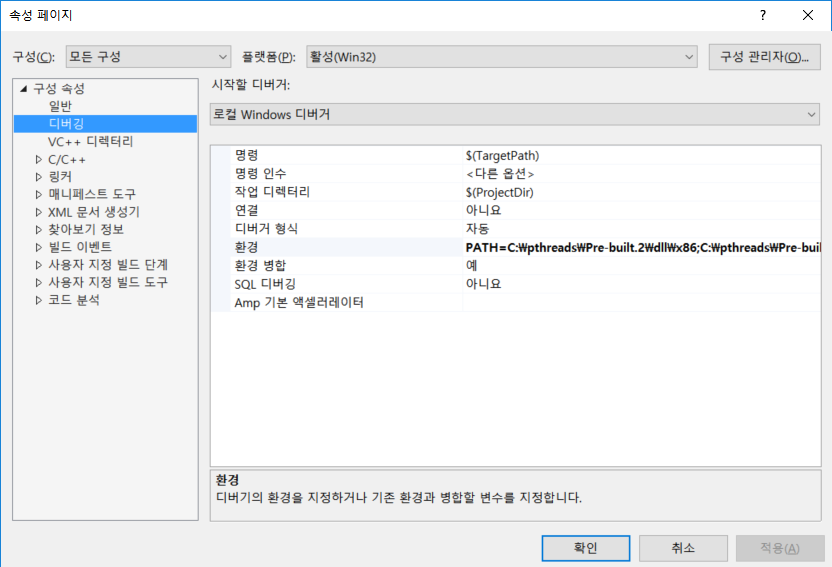 속성 페이지
구성(C): 모든 구성 플랫폼(P): 활성(Win32) 구성 관리자(O)...
구성 속성
일반
디버깅
VC++ 디렉터리
C/C++
링커
매니페스트 도구
XML 문서 생성기
찾아보기 정보
빌드 이벤트
사용자 지정 빌드 단계
사용자 지정 빌드 도구
코드 분석
시작할 디버거:
로컬 Windows 디버거
명령 $(TargetPath)
명령 인수 <다른 옵션>
작업 디렉터리 $(ProjectDir)
연결 아니요
디버거 형식 자동
환경 PATH=C:\pthreads\Pre-built.2\dll\x86;C:\pthreads\Pre-buil
환경 병합 예
SQL 디버깅 아니요
Amp 기본 액셀러레이터
환경
디버기의 환경을 지정하거나 기존 환경과 병합할 변수를 지정합니다.
확인 취소 적용(A)